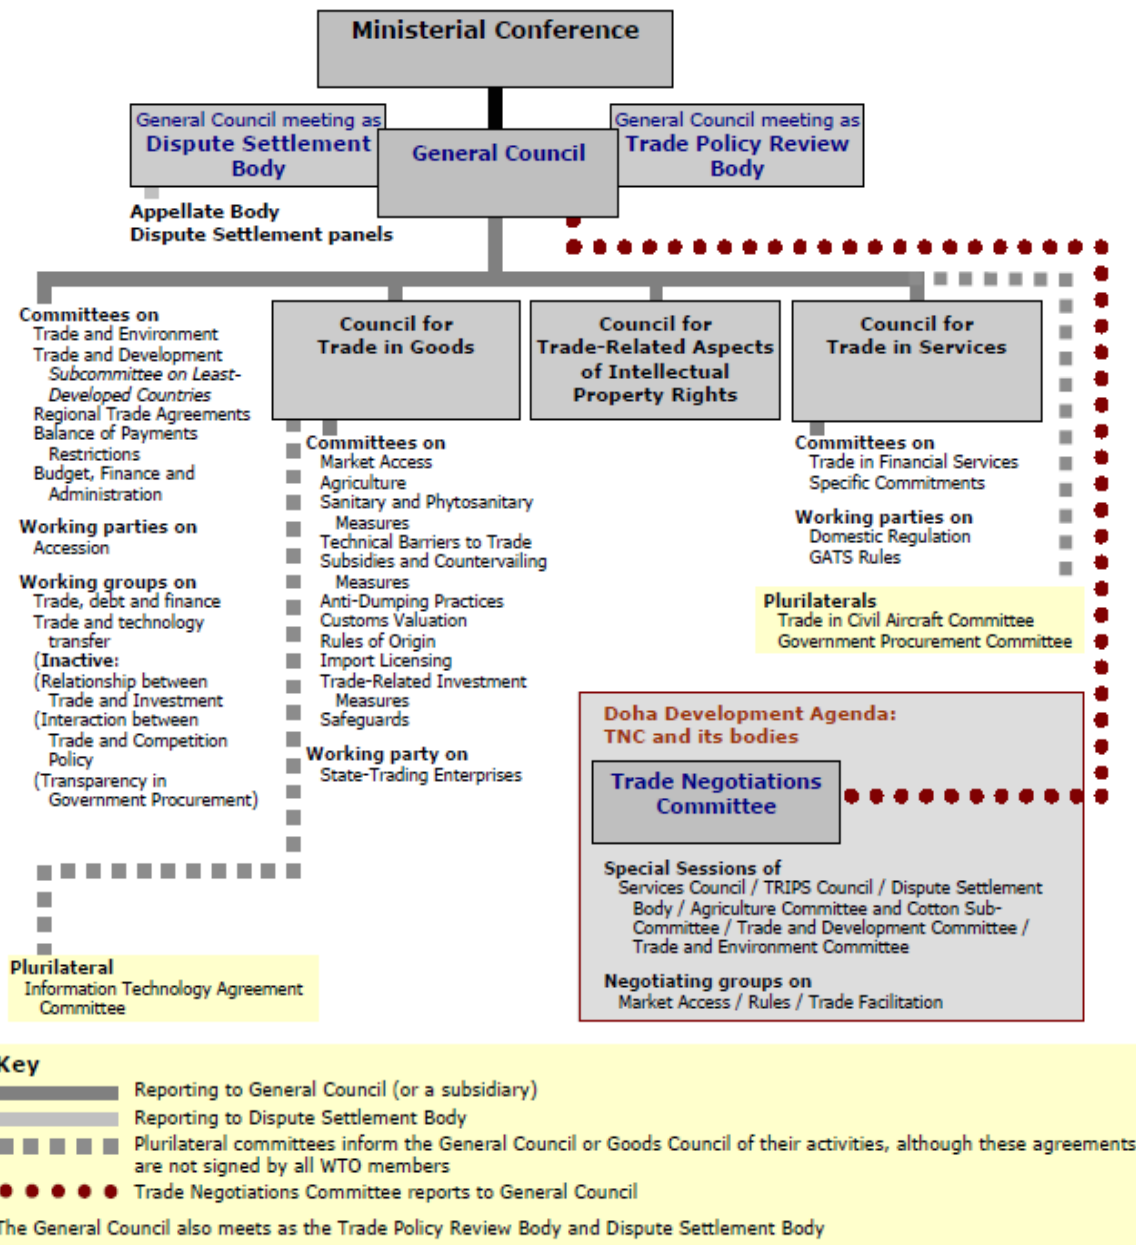 Ministerial Conference
General Council meeting as
Dispute Settlement
Body
General Council
General Council meeting as
Trade Policy Review
Body
Appellate Body
Dispute Settlement panels
Committees on
Trade and Environment
Trade and Development
Subcommittee on Least-
Developed Countries
Regional Trade Agreements
Balance of Payments
Restrictions
Budget, Finance and
Administration
Working parties on
Accession
Working groups on
Trade, debt and finance
Trade and technology
transfer
(Inactive:
(Relationship between
Trade and Investment
(Interaction between
Trade and Competition
Policy
(Transparency in
Government Procurement)
Council for
Trade in Goods
Committees on
Market Access
Agriculture
Sanitary and Phytosanitary
Measures
Technical Barriers to Trade
Subsidies and Countervailing
Measures
Anti-Dumping Practices
Customs Valuation
Rules of Origin
Import Licensing
Trade-Related Investment
Measures
Safeguards
Working party on
State-Trading Enterprises
Council for
Trade-Related Aspects
of Intellectual
Property Rights
Council for
Trade in Services
Committees on
Trade in Financial Services
Specific Commitments
Working parties on
Domestic Regulation
GATS Rules
Plurilaterals
Trade in Civil Aircraft Committee
Government Procurement Committee
Doha Development Agenda:
TNC and its bodies
Trade Negotiations
Committee
Special Sessions of
Services Council / TRIPS Council / Dispute Settlement
Body / Agriculture Committee and Cotton Sub-
Committee / Trade and Development Committee /
Trade and Environment Committee
Negotiating groups on
Market Access / Rules / Trade Facilitation
Plurilateral
Information Technology Agreement
Committee
Key
Reporting to General Council (or a subsidiary)
Reporting to Dispute Settlement Body
Plurilateral committees inform the General Council or Goods Council of their activities, although these agreements
are not signed by all WTO members
Trade Negotiations Committee reports to General Council
The General Council also meets as the Trade Policy Review Body and Dispute Settlement Body